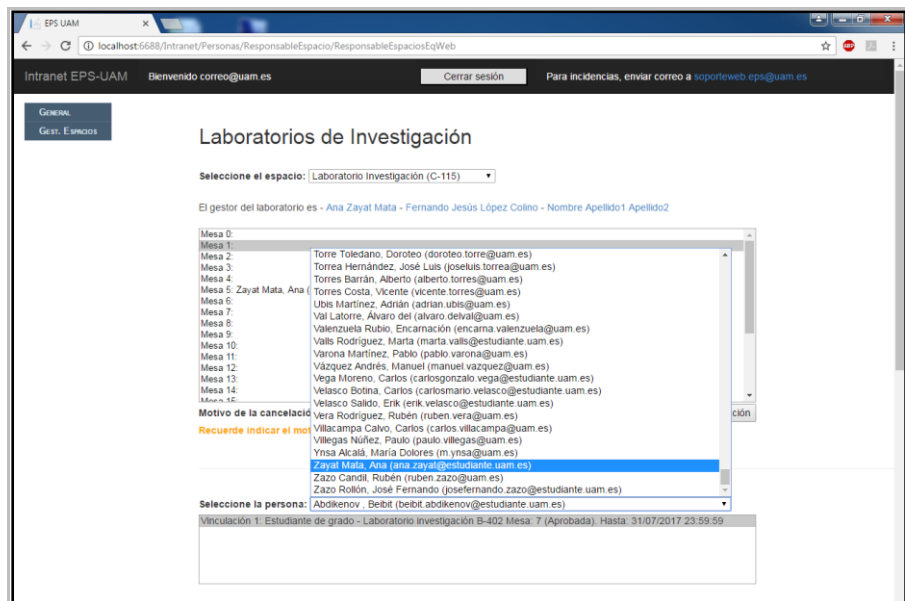 EPS UAM
localhost:6688/Intranet/Personas/ResponsableEspacio/ResponsableEspaciosEqWeb
ABP
Intranet EPS-UAM Bienvenido correo@uam.es Cerrar sesión Para incidencias, enviar correo a soporteweb.eps@uam.es
GENERAL
GEST. ESPACIOS
Laboratorios de Investigación
Seleccione el espacio: Laboratorio Investigación (C-115)
El gestor del laboratorio es - Ana Zayat Mata - Fernando Jesús López Colino - Nombre Apellido1 Apellido2
Mesa 0:
Mesa 1:
Mesa 2:
Mesa 3:
Mesa 4:
Mesa 5: Zayat Mata, Ana (
Mesa 6:
Mesa 7:
Mesa 8:
Mesa 9:
Mesa 10:
Mesa 11:
Mesa 12:
Mesa 13:
Mesa 14:
Mesa 15:
Torre Toledano, Doroteo (doroteo.torre@uam.es)
Torrea Hernández, José Luis (joseluis.torrea@uam.es)
Torres Barrán, Alberto (alberto.torres@uam.es)
Torres Costa, Vicente (vicente.torres@uam.es)
Ubis Martínez, Adrián (adrian.ubis@uam.es)
Val Latorre, Álvaro del (alvaro.delval@uam.es)
Valenzuela Rubio, Encarnación (encarna.valenzuela@uam.es)
Valls Rodríguez, Marta (marta.valls@estudiante.uam.es)
Varona Martínez, Pablo (pablo.varona@uam.es)
Vázquez Andrés, Manuel (manuel.vazquez@uam.es)
Vega Moreno, Carlos (carlosgonzalo.vega@estudiante.uam.es)
Velasco Botina, Carlos (carlosmario.velasco@estudiante.uam.es)
Velasco Salido, Erik (erik.velasco@estudiante.uam.es)
Vera Rodríguez, Rubén (ruben.vera@uam.es)
Villacampa Calvo, Carlos (carlos.villacampa@uam.es)
Villegas Núñez, Paulo (paulo.villegas@uam.es)
Ynsa Alcalá, María Dolores (m.ynsa@uam.es)
Zayat Mata, Ana (ana.zayat@estudiante.uam.es)
Zazo Candil, Rubén (ruben.zazo@uam.es)
Zazo Rollón, José Fernando (josefernando.zazo@estudiante.uam.es)
Motivo de la cancelació ción
Recuerde indicar el mot
Seleccione la persona: Abdikenov , Beibit (beibit.abdikenov@estudiante.uam.es)
Vinculación 1: Estudiante de grado - Laboratorio investigación B-402 Mesa: 7 (Aprobada). Hasta: 31/07/2017 23:59:59